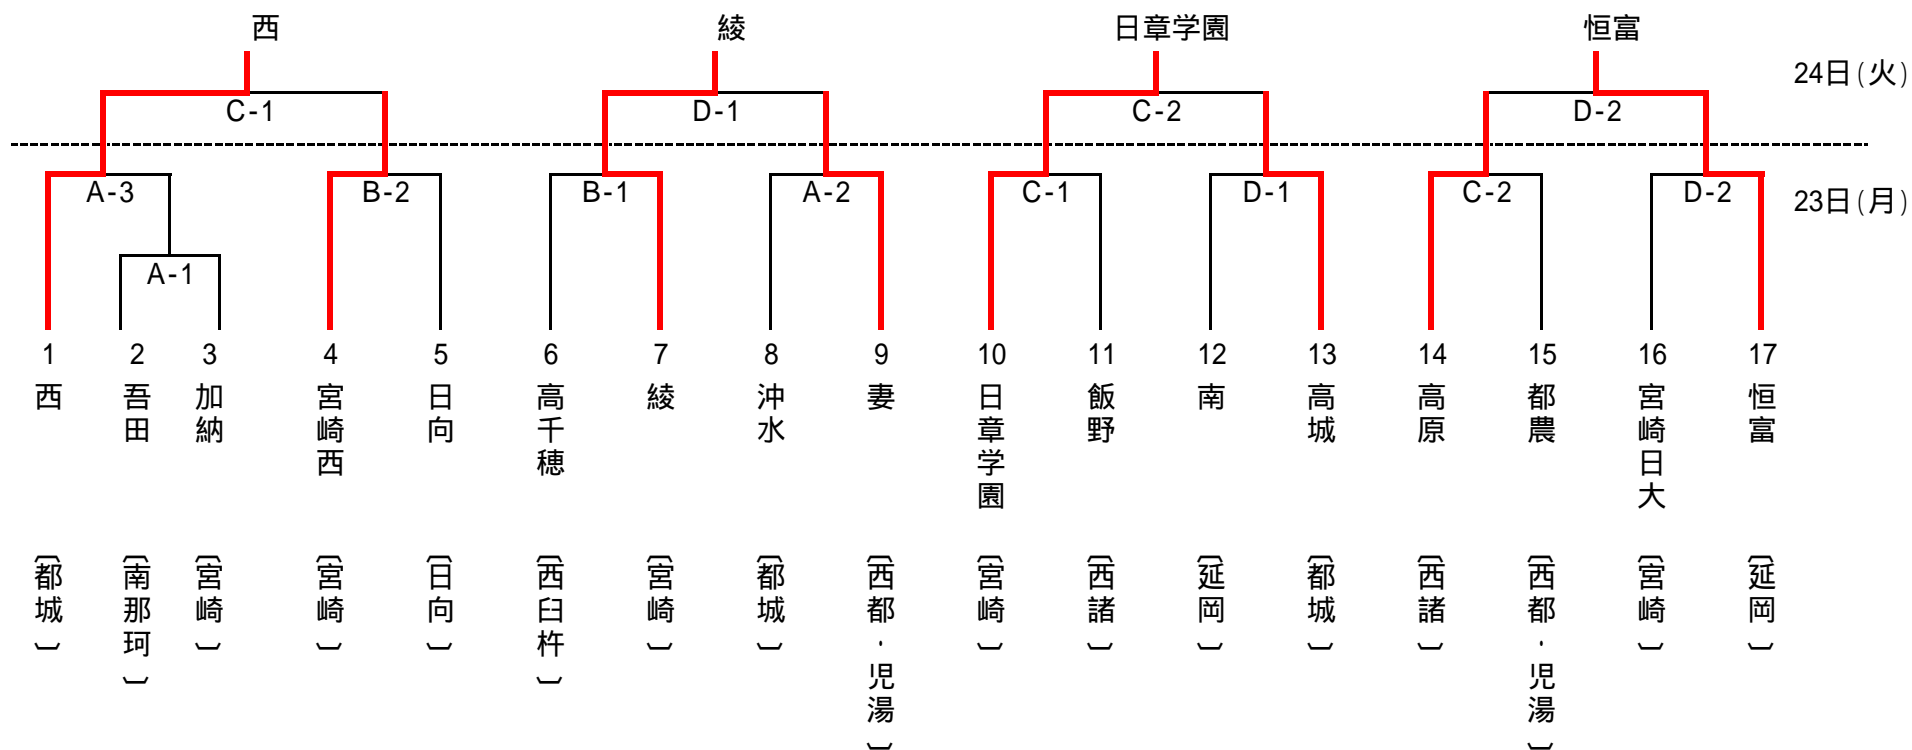 西 綾 日章学園 恒富
24日(火)
C-1 D-1 C-2 D-2
A-3 B-2 B-1 A-2 C-1 D-1 C-2 D-2
23日(月)
A-1
1 2 3 4 5 6 7 8 9 10 11 12 13 14 15 16 17
西
吾田
加納
宮崎西
日向
高千穂
綾
沖水
妻
日章学園
飯野
南
高城
高原
都農
宮崎日大
恒富
(都城)
(南那珂)
(宮崎)
(宮崎)
(日向)
(西臼杵)
(宮崎)
(都城)
(西都・児湯)
(宮崎)
(西諸)
(延岡)
(都城)
(西諸)
(西都・児湯)
(宮崎)
(延岡)